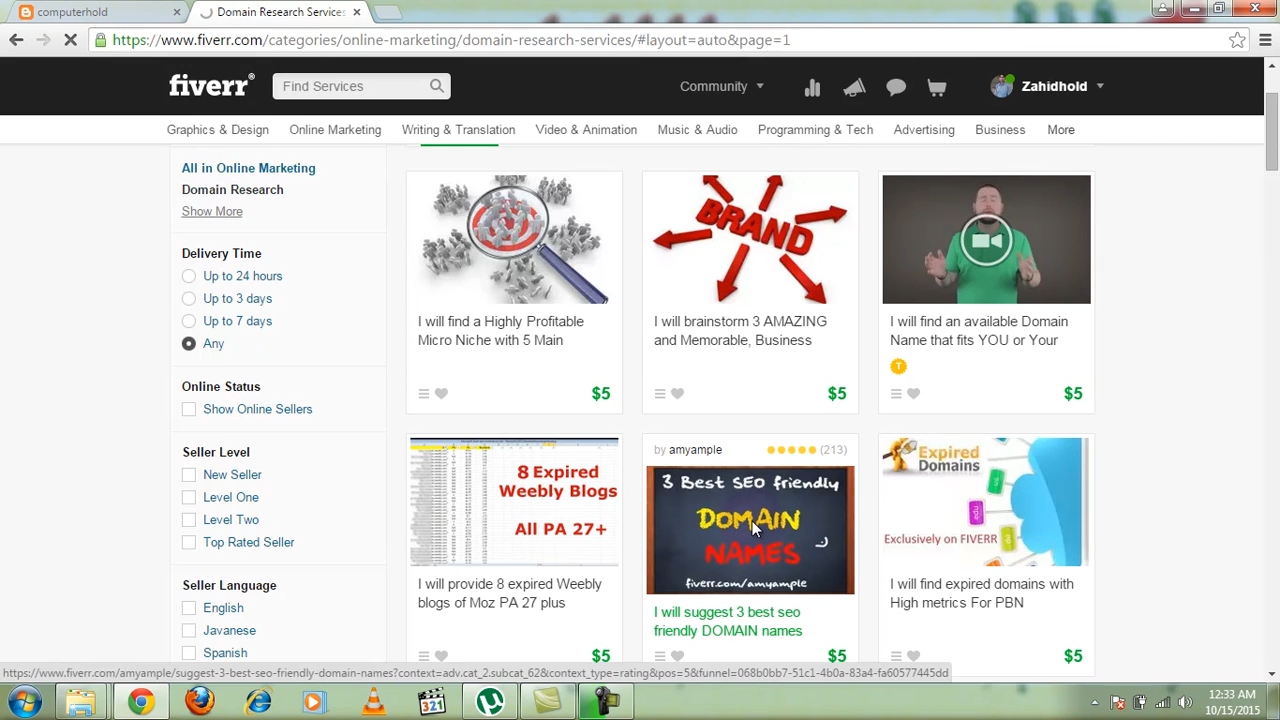 computerhold
Domain Research Services
https://www.fiverr.com/categories/online-marketing/domain-research-services/#layout=auto&page=1
fiverr®
Find Services
Community
Zahidhold
Graphics & Design Online Marketing Writing & Translation Video & Animation Music & Audio Programming & Tech Advertising Business More
All in Online Marketing
Domain Research
Show More
Delivery Time
Up to 24 hours
Up to 3 days
Up to 7 days
Any
Online Status
Show Online Sellers
Seller Level
New Seller
Level One
Level Two
Top Rated Seller
Seller Language
English
Javanese
Spanish
BRAND
I will find a Highly Profitable
Micro Niche with 5 Main
$5
I will brainstorm 3 AMAZING
and Memorable, Business
$5
I will find an available Domain
Name that fits YOU or Your
T
$5
8 Expired
Weebly Blogs
All PA 27+
I will provide 8 expired Weebly
blogs of Moz PA 27 plus
$5
by amyample (213)
3 Best SEO friendly
DOMAIN
NAMES
fiverr.com/amyample
I will suggest 3 best seo
friendly DOMAIN names
$5
Expired
Domains
Exclusively on FIVERR
I will find expired domains with
High metrics For PBN
$5
https://www.fiverr.com/amyample/suggest-3-best-seo-friendly-domain-names?context=adv.cat_2.subcat_62&context_type=rating&pos=5&funnel=068b0bb7-51c1-4b0a-83a4-fa60577445dd
321
12:33 AM
10/15/2015